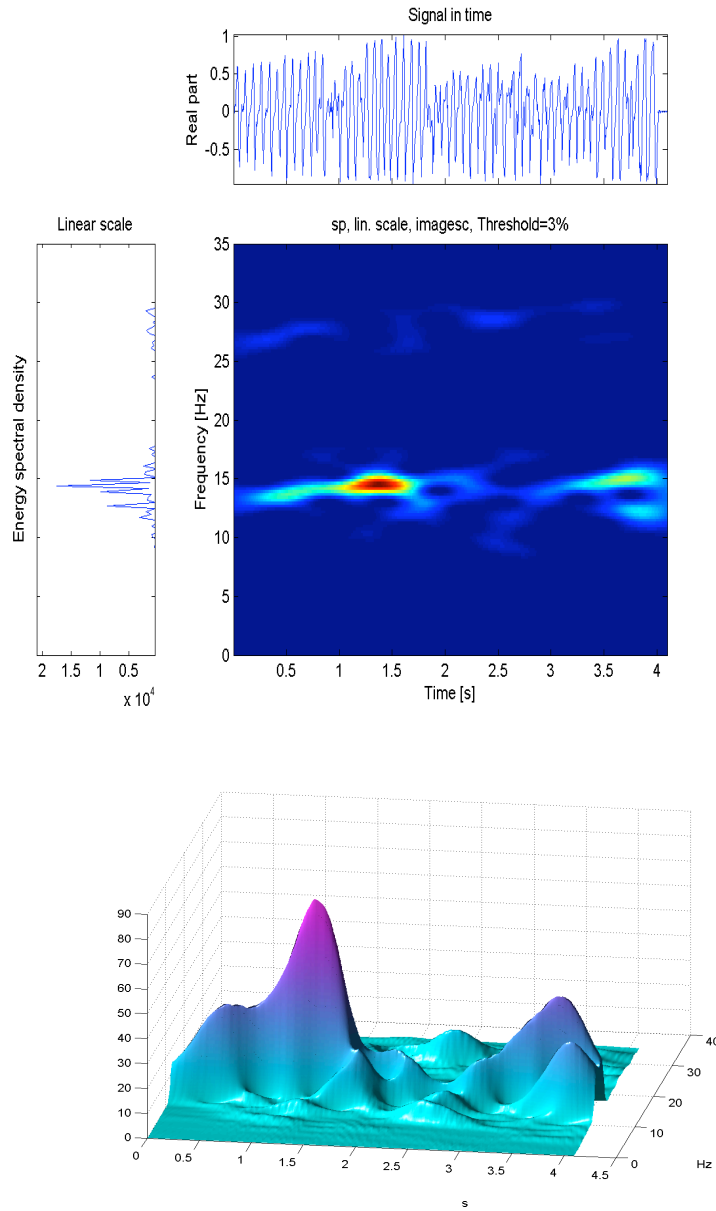 Signal in time
1
0.5
0
-0.5
Real part
Linear scale
sp, lin. scale, imagesc, Threshold=3%
Energy spectral density
2 1.5 1 0.5
x 10^4
Frequency [Hz]
35
30
25
20
15
10
5
0
0.5 1 1.5 2 2.5 3 3.5 4
Time [s]
90
80
70
60
50
40
30
20
10
0
0 0.5 1 1.5 2 2.5 3 3.5 4 4.5
s
40
30
20
10
0
Hz